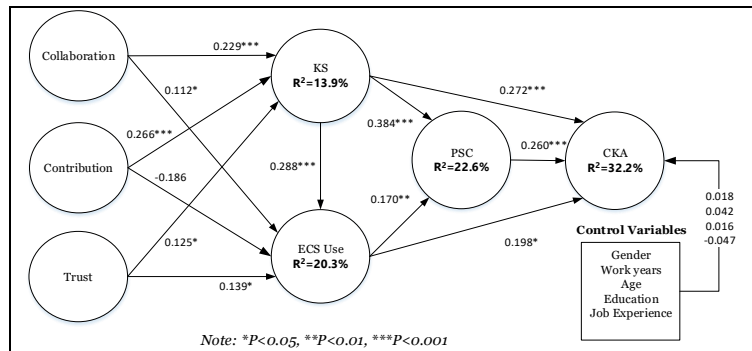 Collaboration
0.229***
KS
R²=13.9%
0.112*
0.272***
0.384***
0.266***
Contribution
PSC
R²=22.6%
0.260***
CKA
R²=32.2%
-0.186
0.288***
0.170**
0.018
0.042
0.016
-0.047
0.125*
ECS Use
R²=20.3%
0.198*
Control Variables
Trust
0.139*
Gender
Work years
Age
Education
Job Experience
Note: *P<0.05, **P<0.01, ***P<0.001